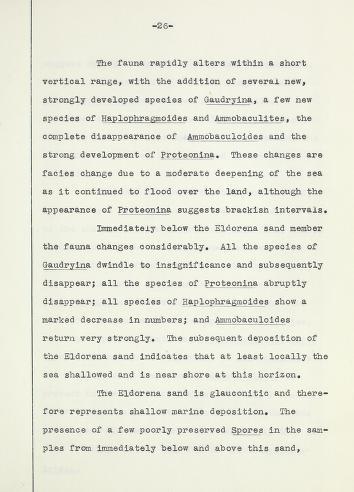 -26-
The fauna rapidly alters within a short
vertical range, with the addition of several new,
strongly developed species of Gaudryina, a few new
species of Haplophragmoides and Ammobaculites, the
complete disappearance of Ammobaculoides and the
strong development of Proteonina. These changes are
facies change due to a moderate deepening of the sea
as it continued to flood over the land, although the
appearance of Proteonina suggests brackish intervals.
Immediately below the Eldorena sand member
the fauna changes considerably. All the species of
Gaudryina dwindle to insignificance and subsequently
disappear; all the species of Proteonina abruptly
disappear; all species of Haplophragmoides show a
marked decrease in numbers; and Ammobaculoides
return very strongly. The subsequent deposition of
the Eldorena sand indicates that at least locally the
sea shallowed and is near shore at this horizon.
The Eldorena sand is glauconitic and there-
fore represents shallow marine deposition. The
presence of a few poorly preserved Spores in the sam-
ples from immediately below and above this sand,